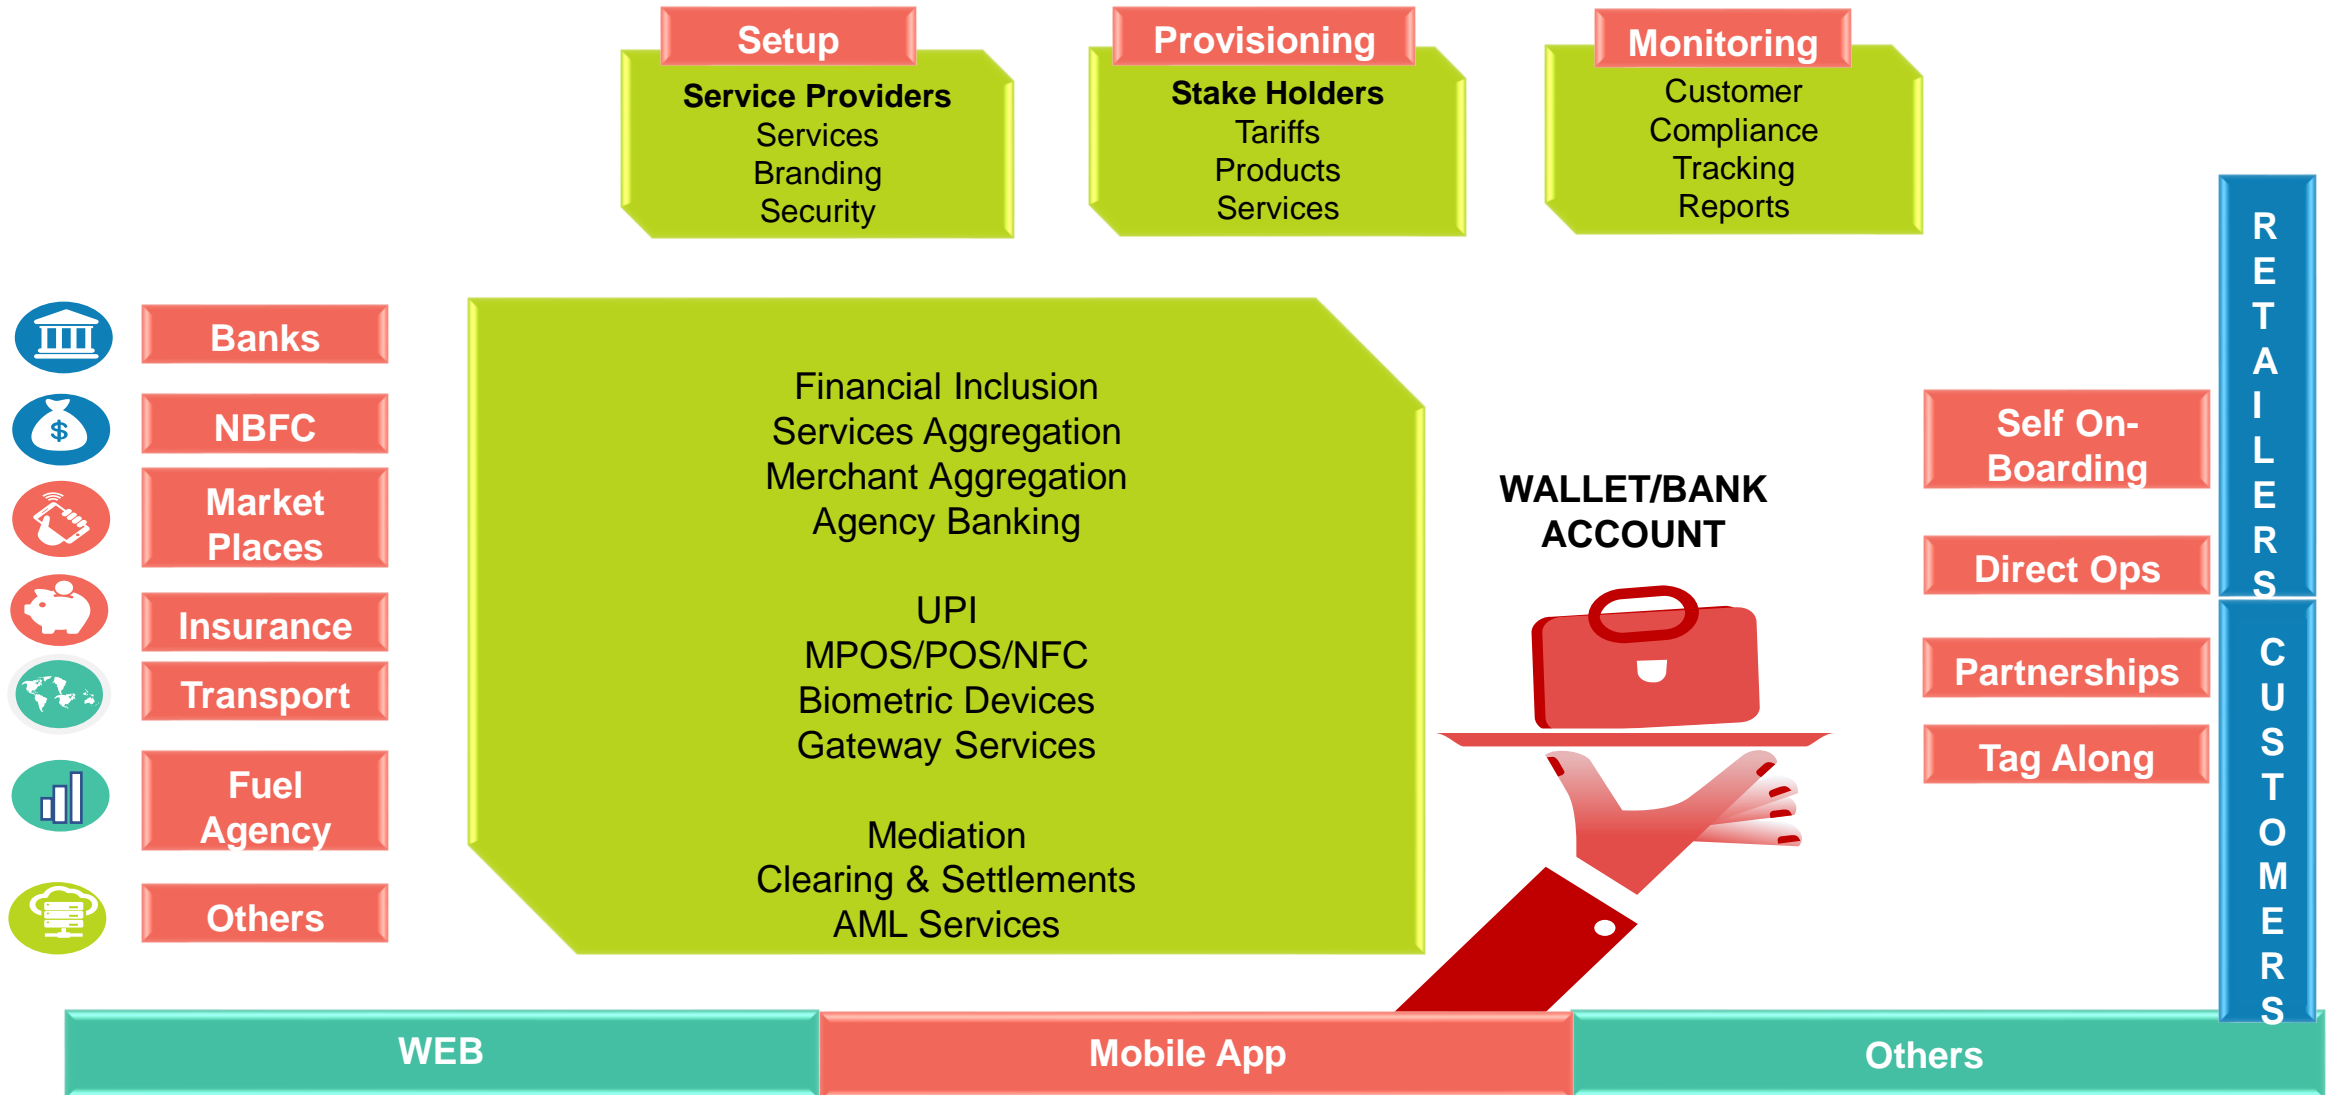 Setup
Service Providers
Services
Branding
Security
Provisioning
Stake Holders
Tariffs
Products
Services
Monitoring
Customer
Compliance
Tracking
Reports
Banks
NBFC
Market
Places
Insurance
Transport
Fuel
Agency
Others
$
Financial Inclusion
Services Aggregation
Merchant Aggregation
Agency Banking
UPI
MPOS/POS/NFC
Biometric Devices
Gateway Services
Mediation
Clearing & Settlements
AML Services
WALLET/BANK
ACCOUNT
Self On-
Boarding
Direct Ops
Partnerships
Tag Along
RETAILERS
CUSTOMERS
WEB
Mobile App
Others